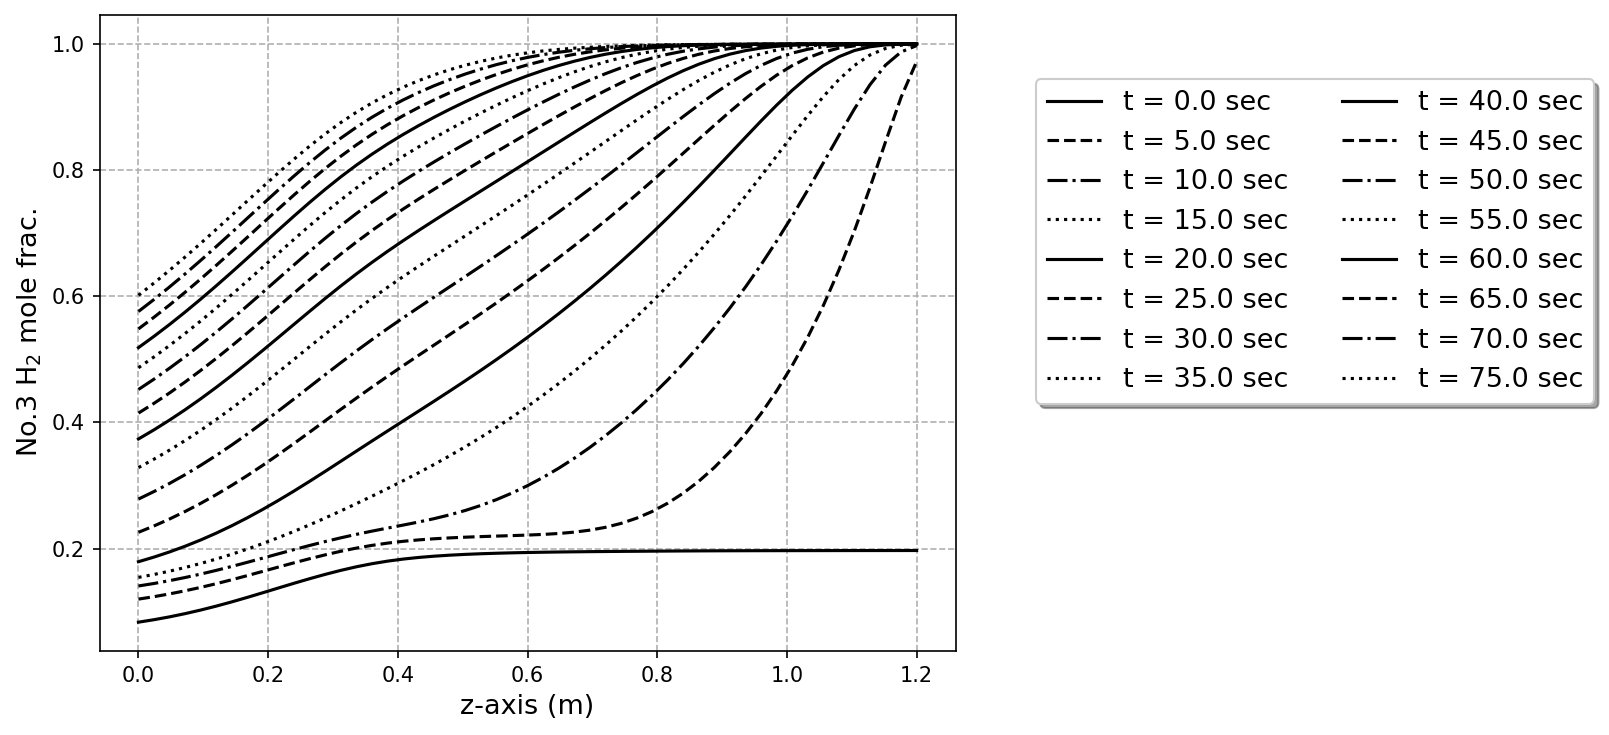 No.3 H₂ mole frac.
1.0
0.8
0.6
0.4
0.2
0.0 0.2 0.4 0.6 0.8 1.0 1.2
z-axis (m)
t = 0.0 sec
t = 5.0 sec
t = 10.0 sec
t = 15.0 sec
t = 20.0 sec
t = 25.0 sec
t = 30.0 sec
t = 35.0 sec
t = 40.0 sec
t = 45.0 sec
t = 50.0 sec
t = 55.0 sec
t = 60.0 sec
t = 65.0 sec
t = 70.0 sec
t = 75.0 sec